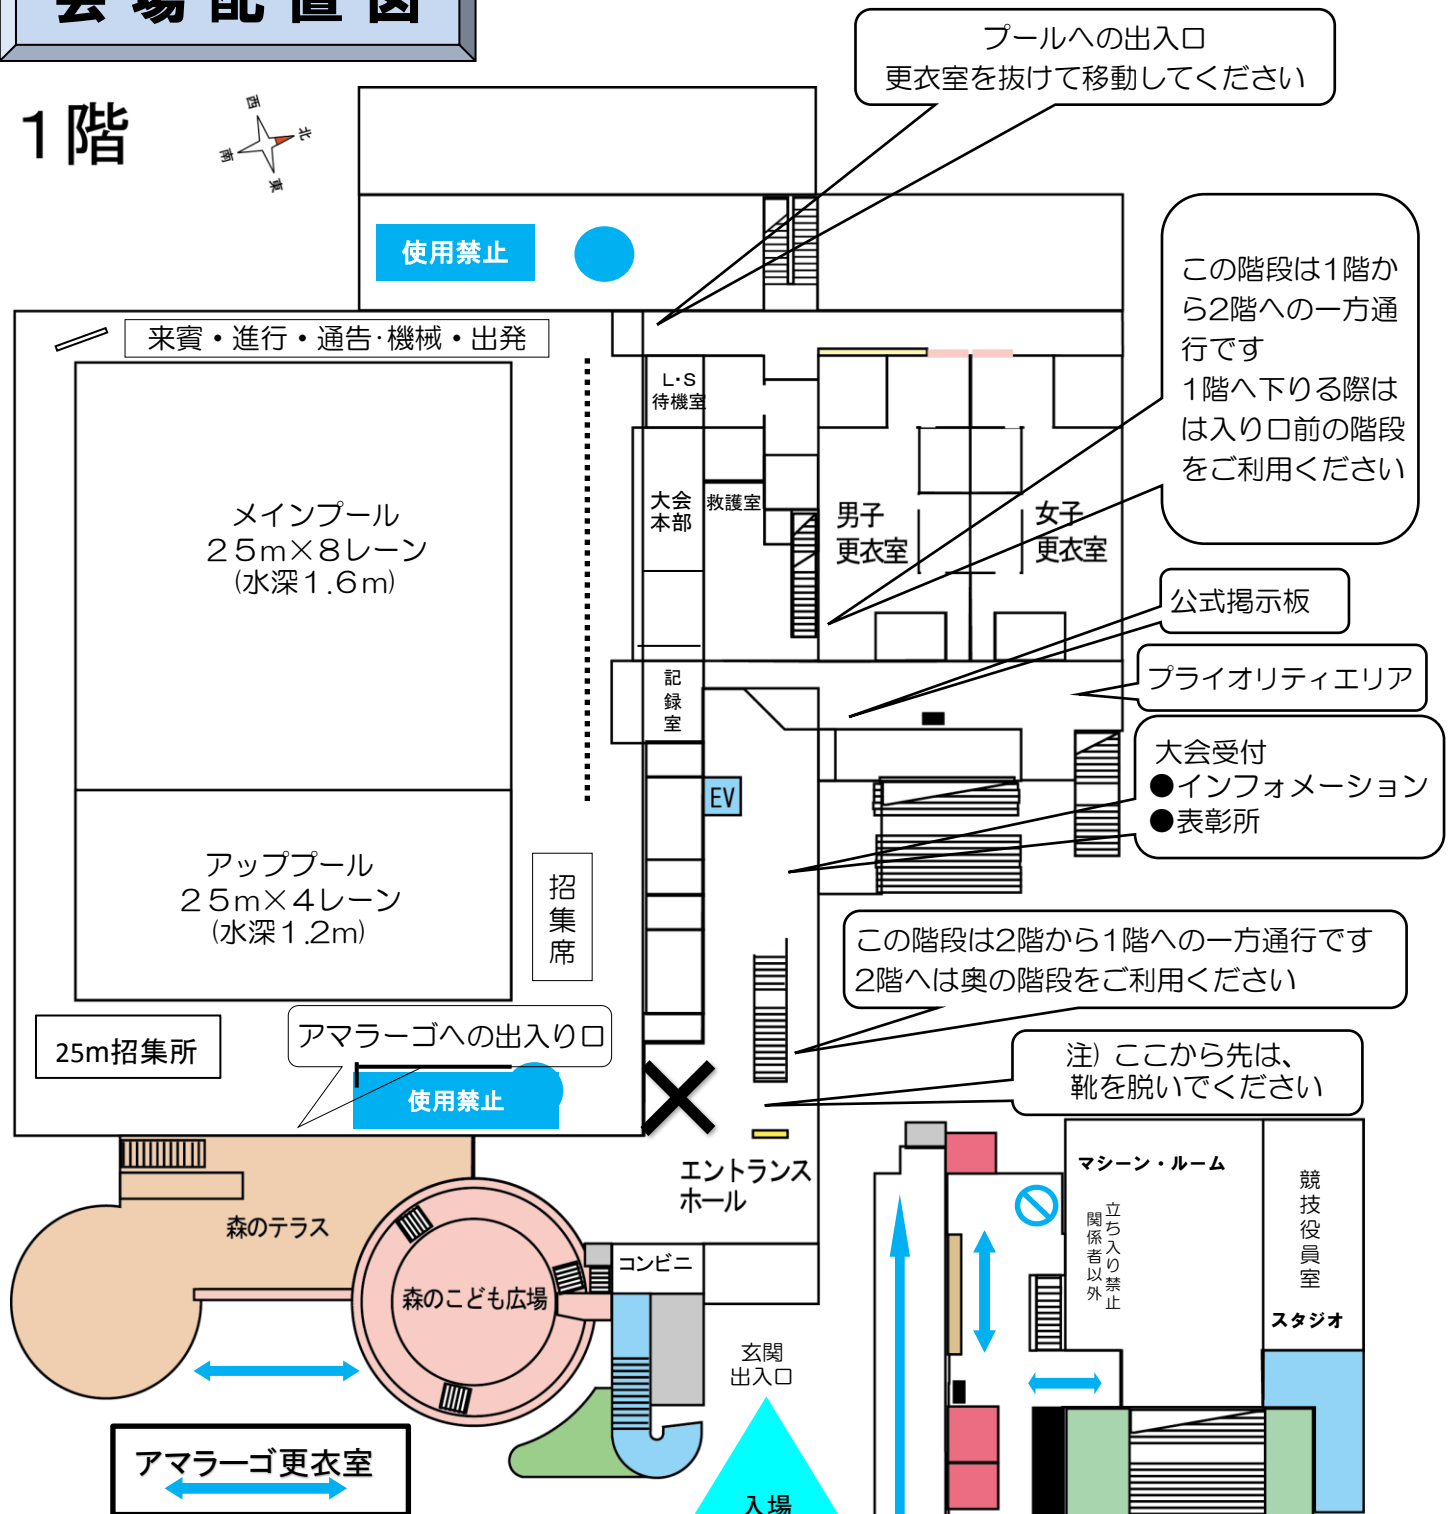 会場配置図
1階
西
北
南
東
プールへの出入口
更衣室を抜けて移動してください
使用禁止
この階段は1階か
ら2階への一方通
行です
1階へ下りる際は
は入り口前の階段
をご利用ください
来賓・進行・通告・機械・出発
L・S
待機室
メインプール
２５ｍ×８レーン
(水深１.６ｍ)
大会
本部
救護室
男子
更衣室
女子
更衣室
公式掲示板
プライオリティエリア
記
録
室
大会受付
●インフォメーション
●表彰所
EV
アッププール
２５ｍ×４レーン
(水深１.２ｍ)
招
集
席
この階段は2階から1階への一方通行です
2階へは奥の階段をご利用ください
25m招集所
アマラーゴへの出入り口
使用禁止
注) ここから先は、
靴を脱いでください
エントランス
ホール
マシーン・ルーム
立ち入り禁止
関係者以外
競技役員室
スタジオ
森のテラス
森のこども広場
コンビニ
玄関
出入口
アマラーゴ更衣室
入場